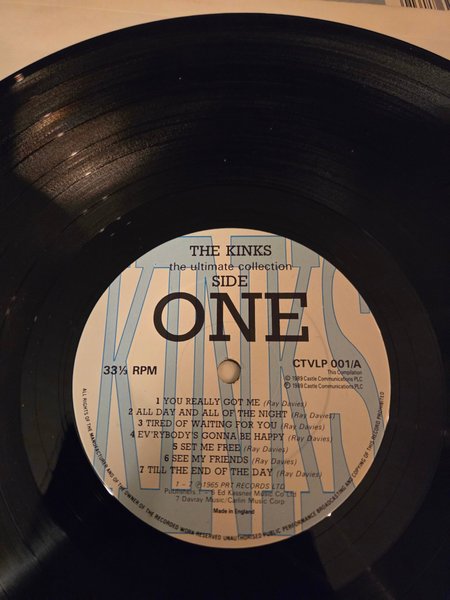 THE KINKS
the ultimate collection
SIDE
ONE
KINKS
33⅓ RPM
CTVLP 001/A
This Compilation
℗ 1989 Castle Communications PLC
© 1989 Castle Communications PLC
1 YOU REALLY GOT ME (Ray Davies)
2 ALL DAY AND ALL OF THE NIGHT (Ray Davies)
3 TIRED OF WAITING FOR YOU (Ray Davies)
4 EV'RYBODY'S GONNA BE HAPPY (Ray Davies)
5 SET ME FREE (Ray Davies)
6 SEE MY FRIENDS (Ray Davies)
7 TILL THE END OF THE DAY (Ray Davies)
1 – 7 ℗ 1965 PRT RECORDS LTD
Publishers 1 – 6 Ed Kassner Music Co Ltd
7 Davray Music/Carlin Music Corp
Made in England
ALL RIGHTS OF THE MANUFACTURER AND OF THE OWNER OF THE RECORDED WORK RESERVED UNAUTHORISED PUBLIC PERFORMANCE BROADCASTING AND COPYING OF THIS RECORD PROHIBITED